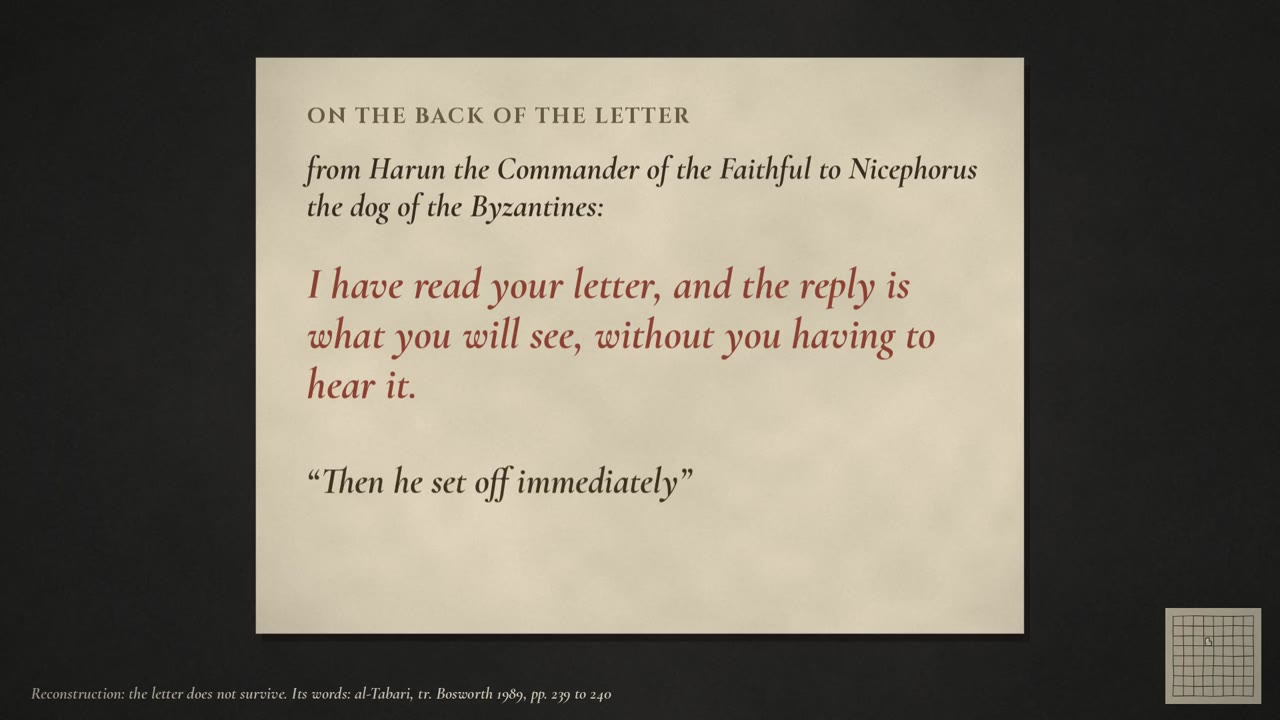 ON THE BACK OF THE LETTER
from Harun the Commander of the Faithful to Nicephorus
the dog of the Byzantines:
I have read your letter, and the reply is
what you will see, without you having to
hear it.
“Then he set off immediately”
Reconstruction: the letter does not survive. Its words: al-Tabari, tr. Bosworth 1989, pp. 239 to 240